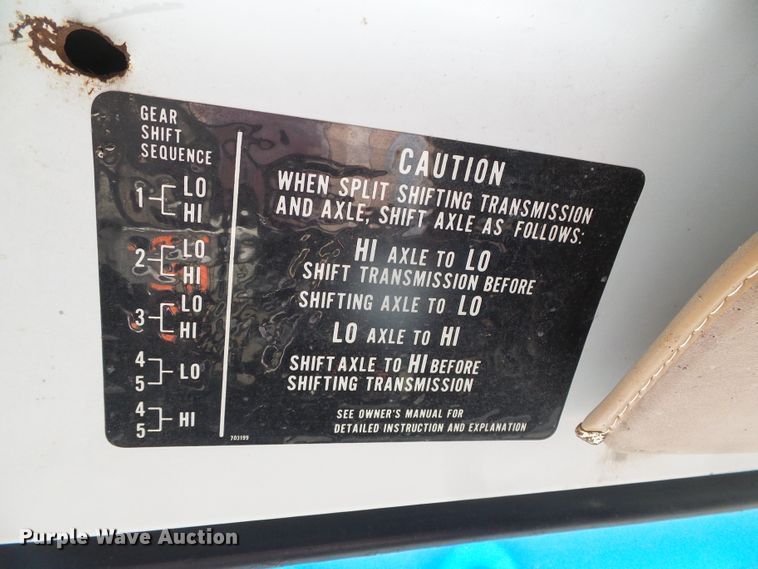 GEAR
SHIFT
SEQUENCE
1 LO
HI
2 LO
HI
3 LO
HI
4
5 LO
4
5 HI
CAUTION
WHEN SPLIT SHIFTING TRANSMISSION
AND AXLE, SHIFT AXLE AS FOLLOWS:
HI AXLE TO LO
SHIFT TRANSMISSION BEFORE
SHIFTING AXLE TO LO
LO AXLE TO HI
SHIFT AXLE TO HI BEFORE
SHIFTING TRANSMISSION
SEE OWNER'S MANUAL FOR
DETAILED INSTRUCTION AND EXPLANATION
703199
Purple Wave Auction